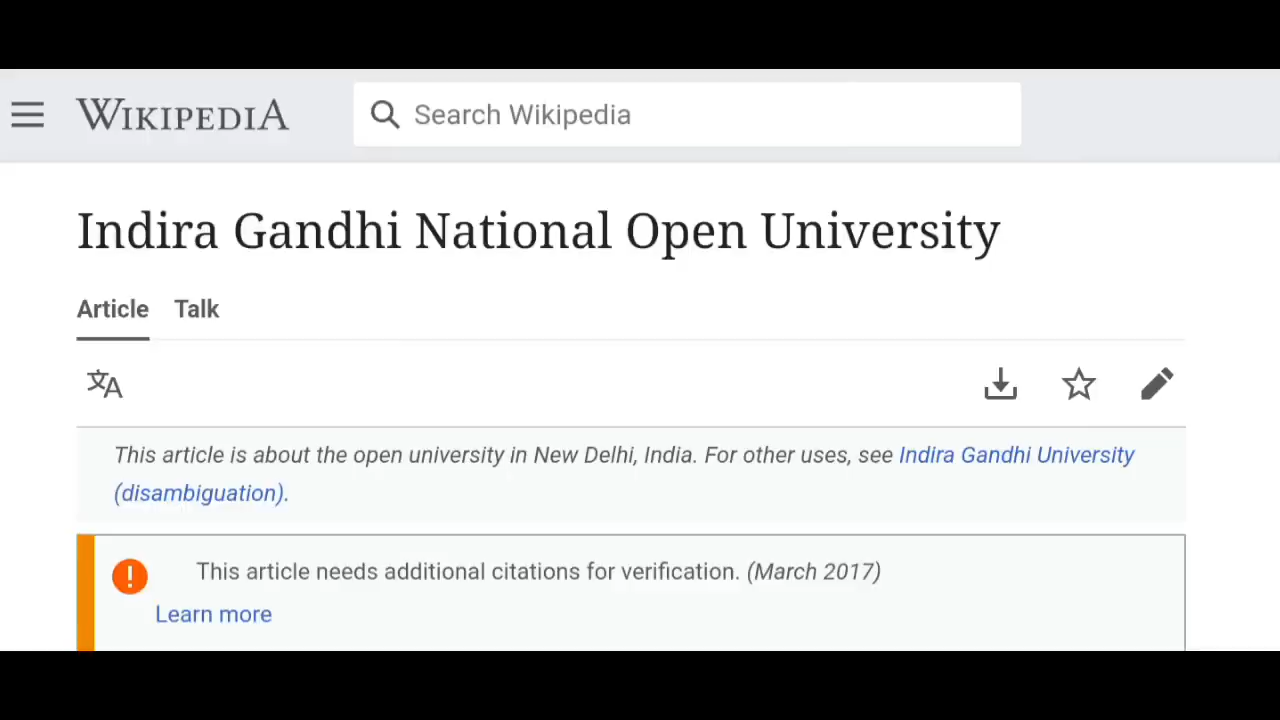 WIKIPEDIA
Search Wikipedia
Indira Gandhi National Open University
Article Talk
This article is about the open university in New Delhi, India. For other uses, see Indira Gandhi University
(disambiguation).
This article needs additional citations for verification. (March 2017)
Learn more